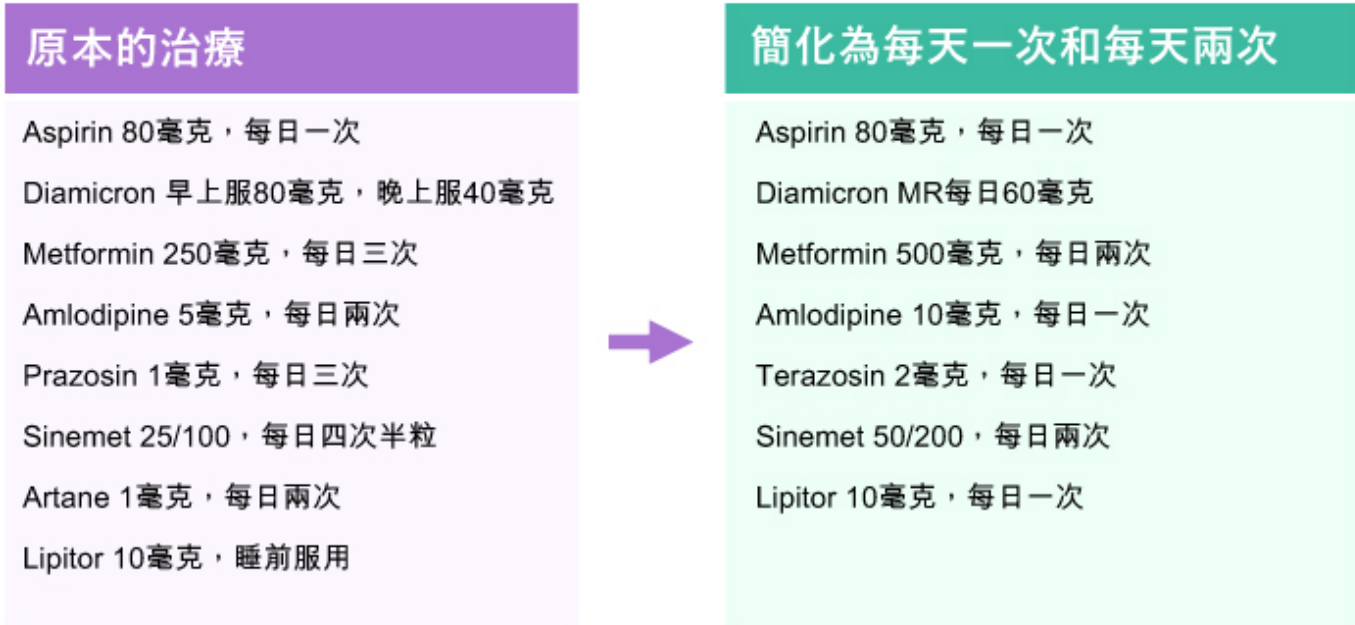 原本的治療
Aspirin 80毫克，每日一次
Diamicron 早上服80毫克，晚上服40毫克
Metformin 250毫克，每日三次
Amlodipine 5毫克，每日兩次
Prazosin 1毫克，每日三次
Sinemet 25/100，每日四次半粒
Artane 1毫克，每日兩次
Lipitor 10毫克，睡前服用
簡化為每天一次和每天兩次
Aspirin 80毫克，每日一次
Diamicron MR每日60毫克
Metformin 500毫克，每日兩次
Amlodipine 10毫克，每日一次
Terazosin 2毫克，每日一次
Sinemet 50/200，每日兩次
Lipitor 10毫克，每日一次